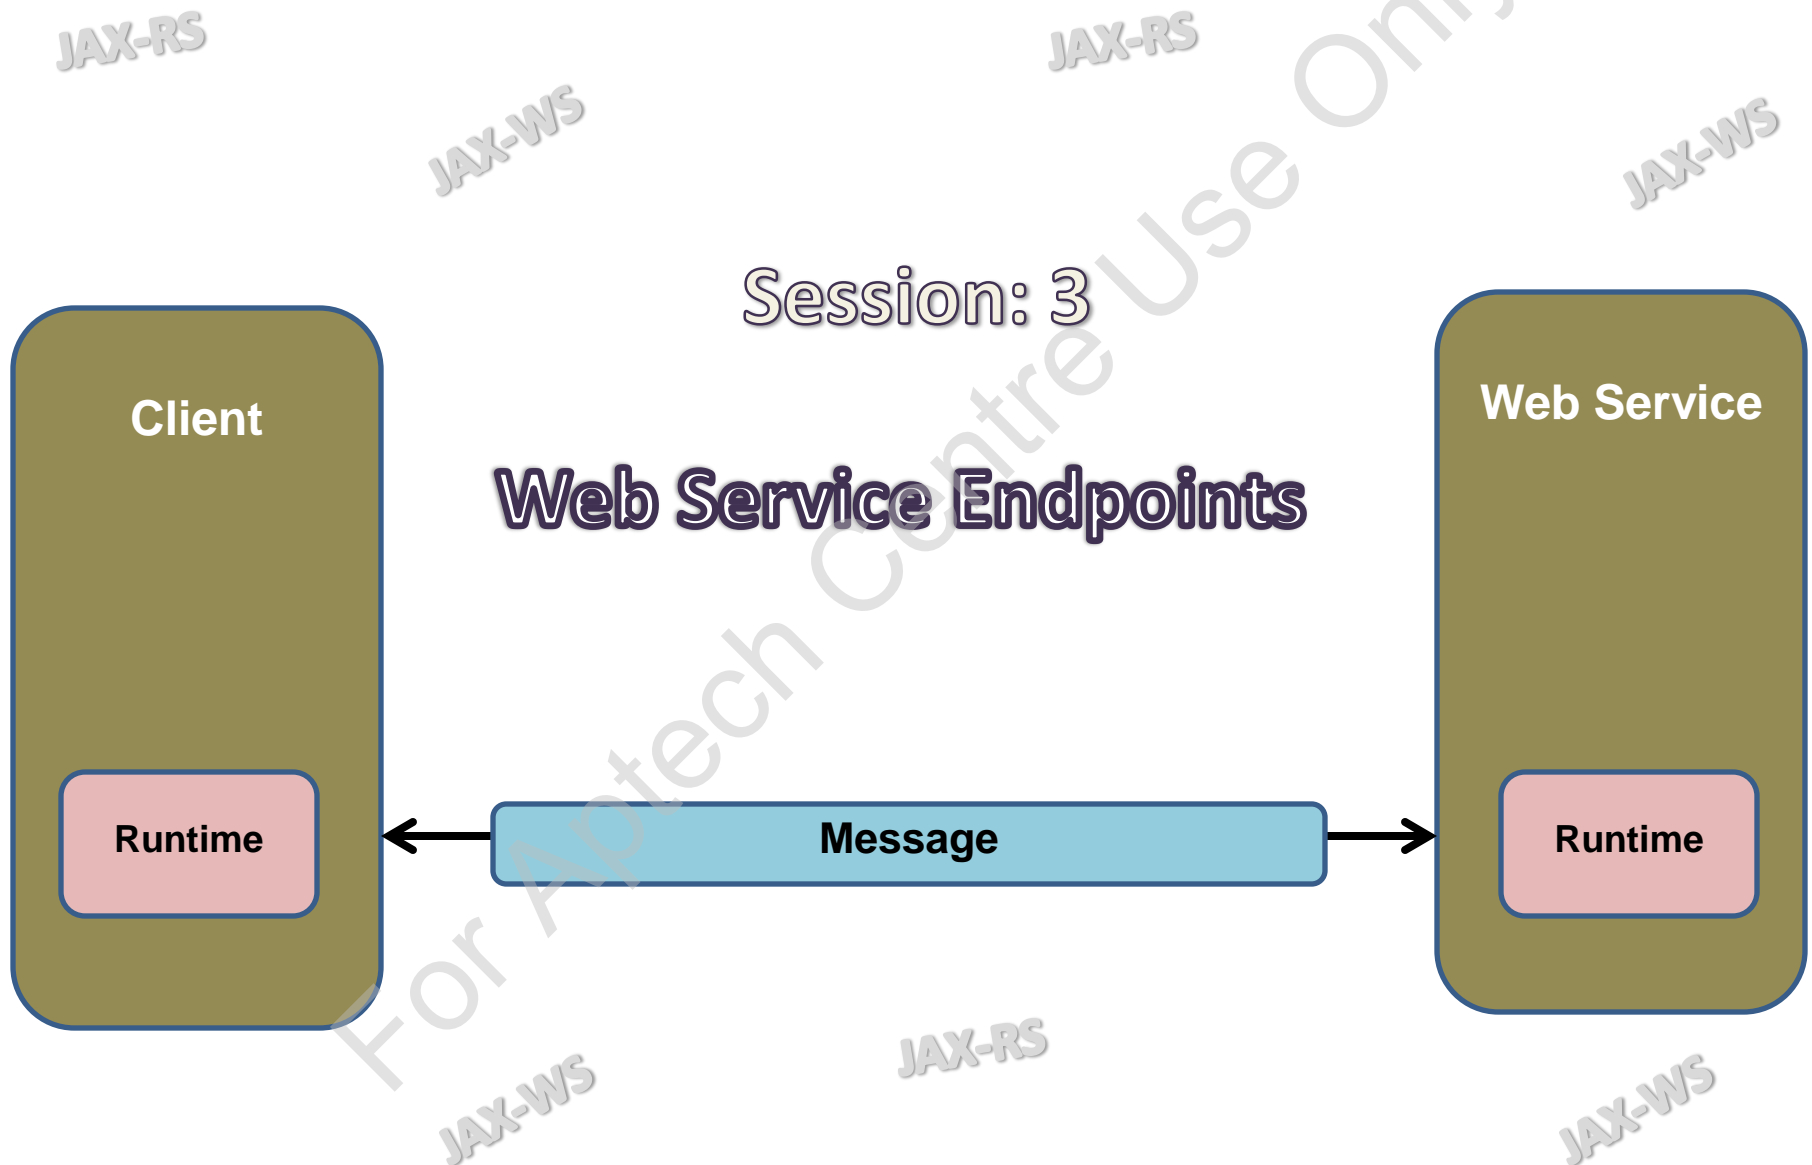 JAX-RS
JAX-RS
JAX-WS
JAX-WS
Session: 3
Client
Web Service
Web Service Endpoints
Runtime
Message
Runtime
For Aptech Centre Use Only
JAX-RS
JAX-WS
JAX-WS